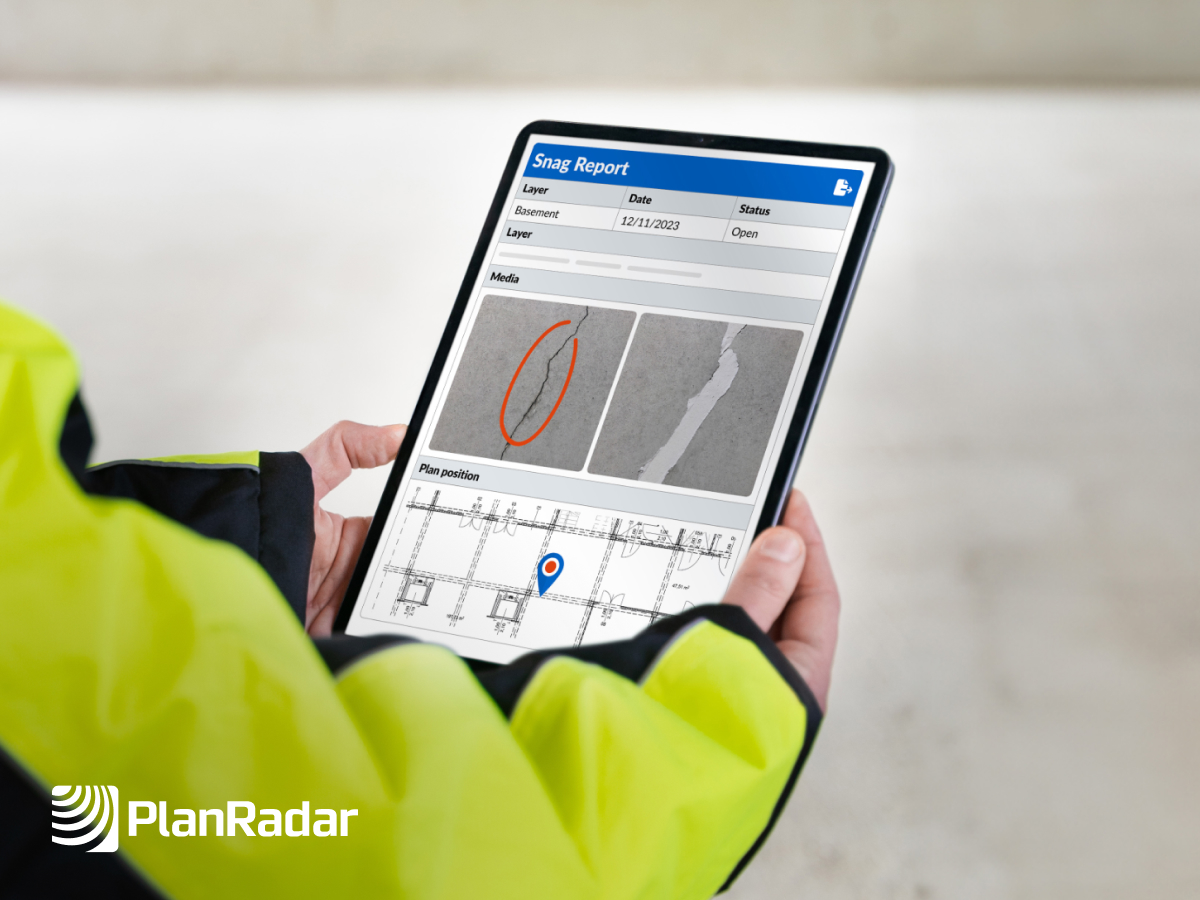 Snag Report
Layer Date Status
Basement 12/11/2023 Open
Layer
Media
Plan position
PlanRadar